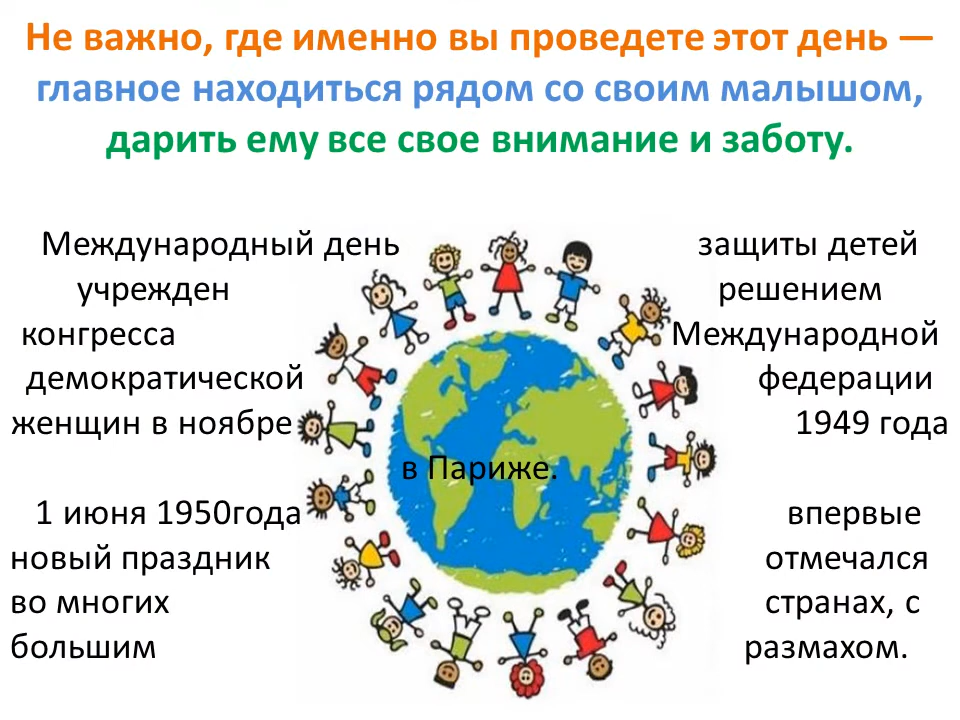 Не важно, где именно вы проведете этот день —
главное находиться рядом со своим малышом,
дарить ему все свое внимание и заботу.
Международный день защиты детей
учрежден решением
конгресса Международной
демократической федерации
женщин в ноябре 1949 года
в Париже.
1 июня 1950года впервые
новый праздник отмечался
во многих странах, с
большим размахом.